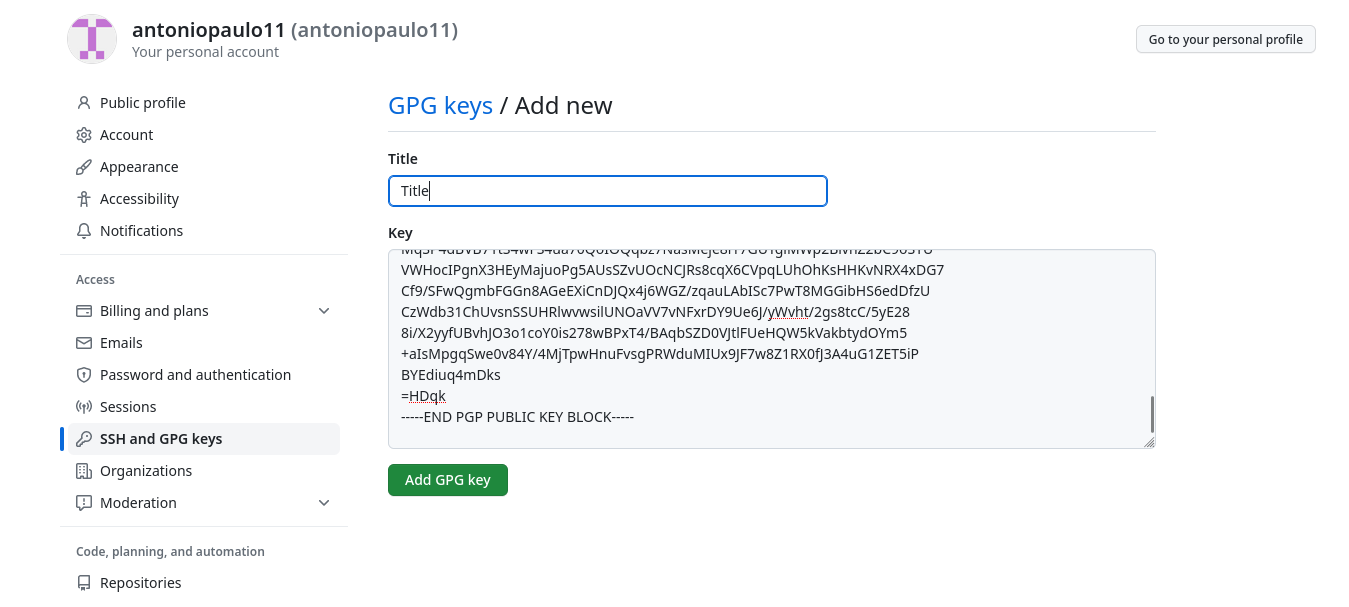 antoniopaulo11 (antoniopaulo11)
Your personal account
Go to your personal profile
Public profile
Account
Appearance
Accessibility
Notifications
Access
Billing and plans
Emails
Password and authentication
Sessions
SSH and GPG keys
Organizations
Moderation
Code, planning, and automation
Repositories
GPG keys / Add new
Title
Title
Key
VWHocIPgnX3HEyMajuoPg5AUsSZvUOcNCJRs8cqX6CVpqLUhOhKsHHKvNRX4xDG7
Cf9/SFwQgmbFGGn8AGeEXiCnDJQx4j6WGZ/zqauLAbISc7PwT8MGGibHS6edDfzU
CzWdb31ChUvsnSSUHRlwvwsilUNOaVV7vNFxrDY9Ue6J/yWvht/2gs8tcC/5yE28
8i/X2yyfUBvhJO3o1coY0is278wBPxT4/BAqbSZD0VJtlFUeHQW5kVakbtydOYm5
+aIsMpgqSwe0v84Y/4MjTpwHnuFvsgPRWduMIUx9JF7w8Z1RX0fJ3A4uG1ZET5iP
BYEdiuq4mDks
=HDqk
-----END PGP PUBLIC KEY BLOCK-----
Add GPG key